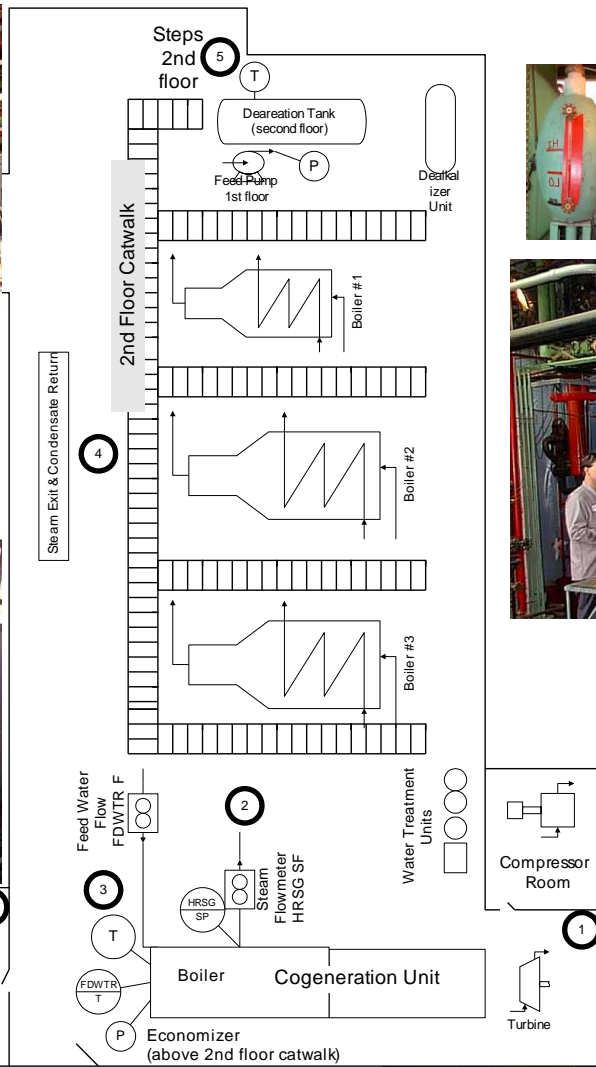 Steps
2nd
floor
5
T
Deareation Tank
(second floor)
P
Feed Pump
1st floor
Dealkal
izer
Unit
2nd Floor Catwalk
Boiler #1
Steam Exit & Condensate Return
4
Boiler #2
Boiler #3
Feed Water
Flow
FDWTR F
2
Steam
Flowmeter
HRSG SF
HRSG
SP
Water Treatment
Units
Compressor
Room
3
1
T
FDWTR
T
P
Boiler
Cogeneration Unit
Turbine
Economizer
(above 2nd floor catwalk)